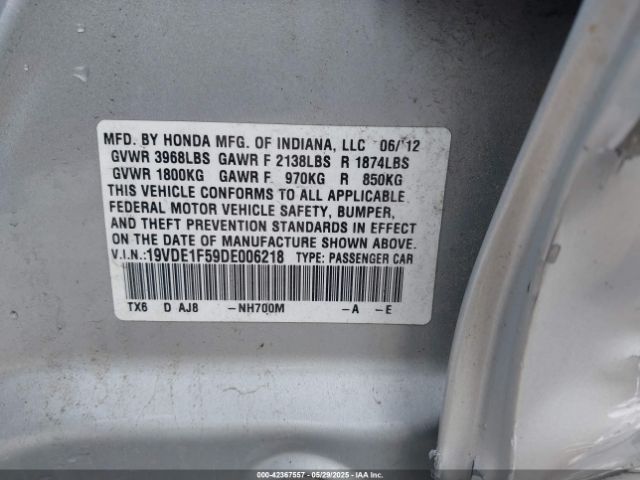 MFD. BY HONDA MFG. OF INDIANA, LLC 06/'12
GVWR 3968LBS GAWR F 2138LBS R 1874LBS
GVWR 1800KG GAWR F. 970KG R 850KG
THIS VEHICLE CONFORMS TO ALL APPLICABLE
FEDERAL MOTOR VEHICLE SAFETY, BUMPER,
AND THEFT PREVENTION STANDARDS IN EFFECT
ON THE DATE OF MANUFACTURE SHOWN ABOVE.
V.I.N.:19VDE1F59DE006218 TYPE: PASSENGER CAR
TX6 D AJ8 -NH700M -A -E
000-42367557 - 05/29/2025 - IAAI.com